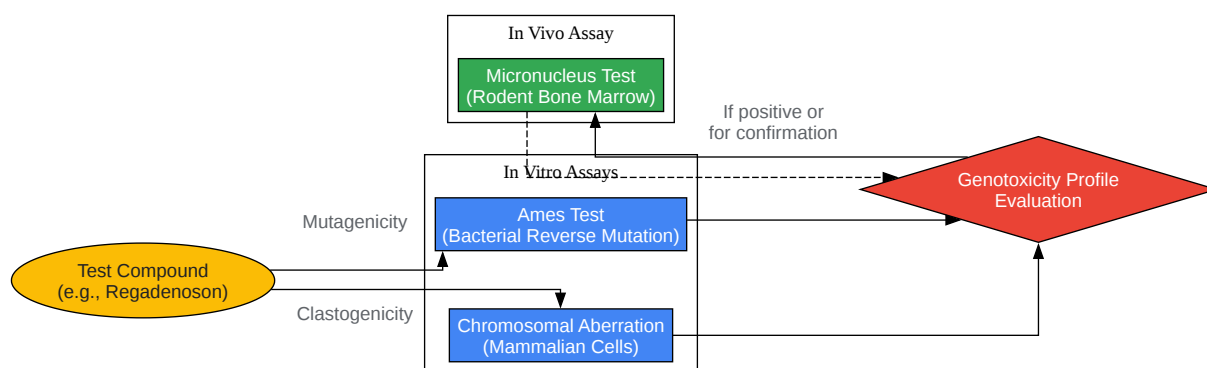 In Vivo Assay
Micronucleus Test
(Rodent Bone Marrow)
If positive or
for confirmation
In Vitro Assays
Genotoxicity Profile
Evaluation
Ames Test
(Bacterial Reverse Mutation)
Mutagenicity
Test Compound
(e.g., Regadenoson)
Clastogenicity
Chromosomal Aberration
(Mammalian Cells)